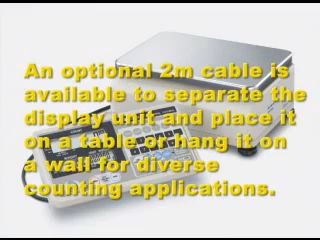 An optional 2m cable is
available to separate the
display unit and place it
on a table or hang it on
a wall for diverse
counting applications.